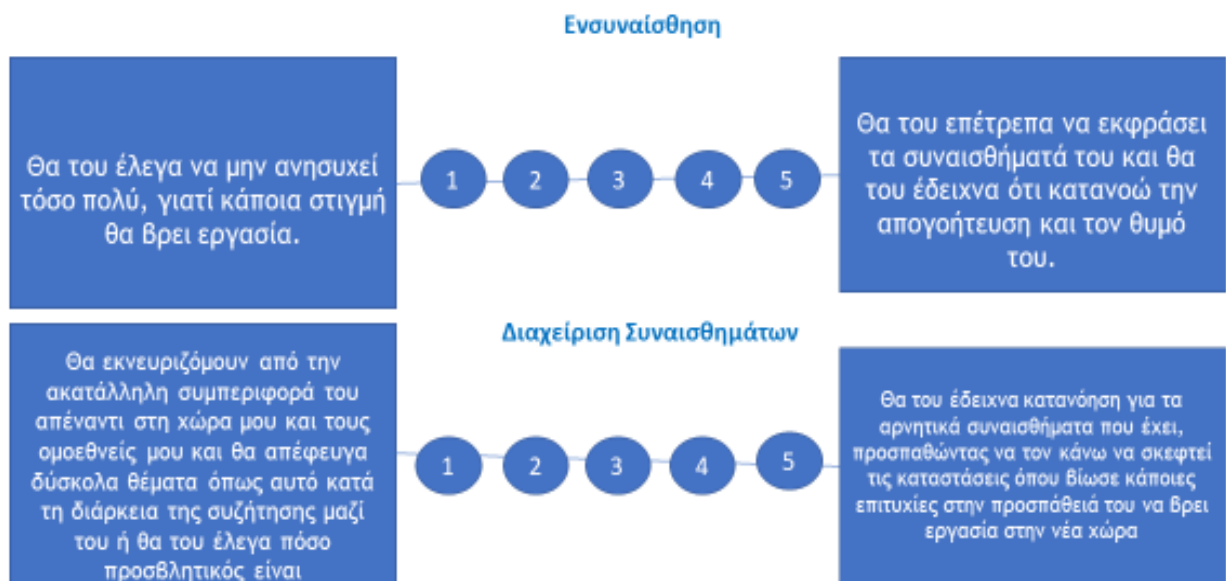 Ενσυναίσθηση
Θα του έλεγα να μην ανησυχεί
τόσο πολύ, γιατί κάποια στιγμή
θα βρει εργασία.
1 2 3 4 5
Θα του επέτρεπα να εκφράσει
τα συναισθήματά του και θα
του έδειχνα ότι κατανοώ την
απογοήτευση και τον θυμό
του.
Διαχείριση Συναισθημάτων
Θα εκνευριζόμουν από την
ακατάλληλη συμπεριφορά του
απέναντι στη χώρα μου και τους
ομοεθνείς μου και θα απέφευγα
δύσκολα θέματα όπως αυτό κατά
τη διάρκεια της συζήτησης μαζί
του ή θα του έλεγα πόσο
προσβλητικός είναι
1 2 3 4 5
Θα του έδειχνα κατανόηση για τα
αρνητικά συναισθήματα που έχει,
προσπαθώντας να τον κάνω να σκεφτεί
τις καταστάσεις όπου βίωσε κάποιες
επιτυχίες στην προσπάθειά του να βρει
εργασία στην νέα χώρα